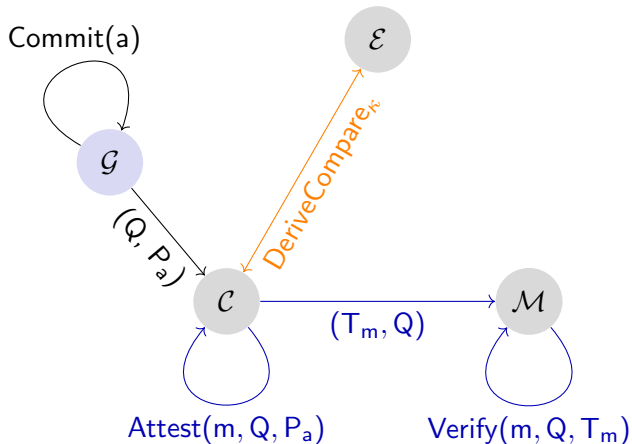 Commit(a)
ℰ
𝒢
DeriveCompare_κ
(Q, P_a)
𝒞
(T_m, Q)
ℳ
Attest(m, Q, P_a)
Verify(m, Q, T_m)